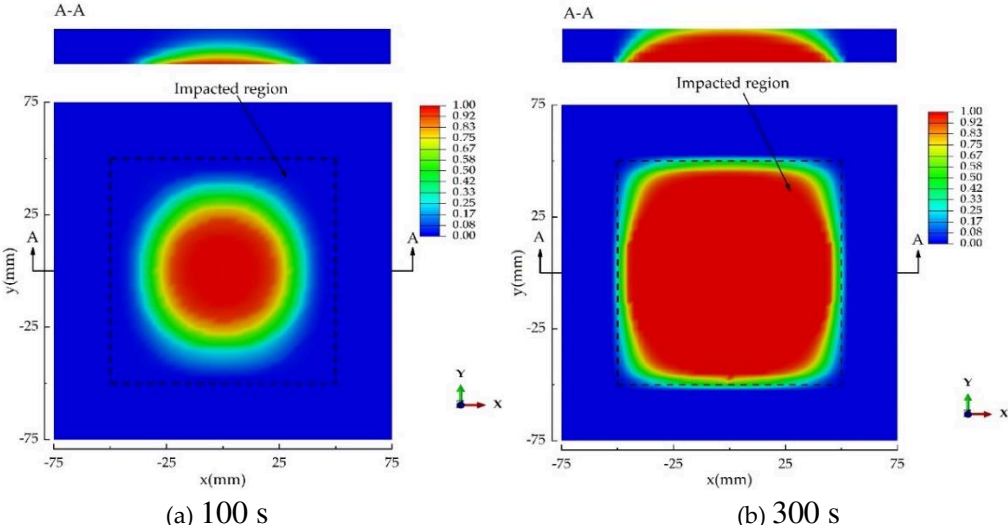 A-A
Impacted region
75
25
-25
-75
y(mm)
A
A
1.00
0.92
0.83
0.75
0.67
0.58
0.50
0.42
0.33
0.25
0.17
0.08
0.00
Y
X
-75
-25
25
75
x(mm)
(a) 100 s
A-A
Impacted region
75
25
-25
-75
y(mm)
A
A
1.00
0.92
0.83
0.75
0.67
0.58
0.50
0.42
0.33
0.25
0.17
0.08
0.00
Y
X
-75
-25
25
75
x(mm)
(b) 300 s